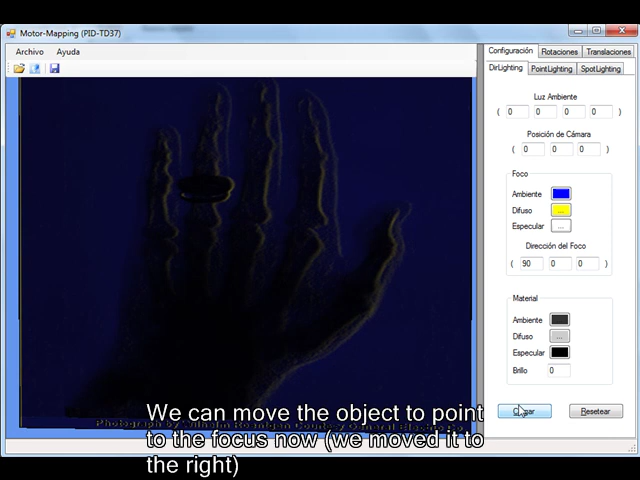 Motor-Mapping (PID-TD37)
Archivo Ayuda
Configuración Rotaciones Translaciones
DirLighting PointLighting SpotLighting
Luz Ambiente
( 0 0 0 0 )
Posición de Cámara
( 0 0 0 )
Foco
Ambiente
Difuso ...
Especular ...
Dirección del Foco
( 90 0 0 )
Material
Ambiente
Difuso ...
Especular
Brillo 0
Resetear
Photograph by
We can move the object to point
to the focus now (we moved it to
the right)